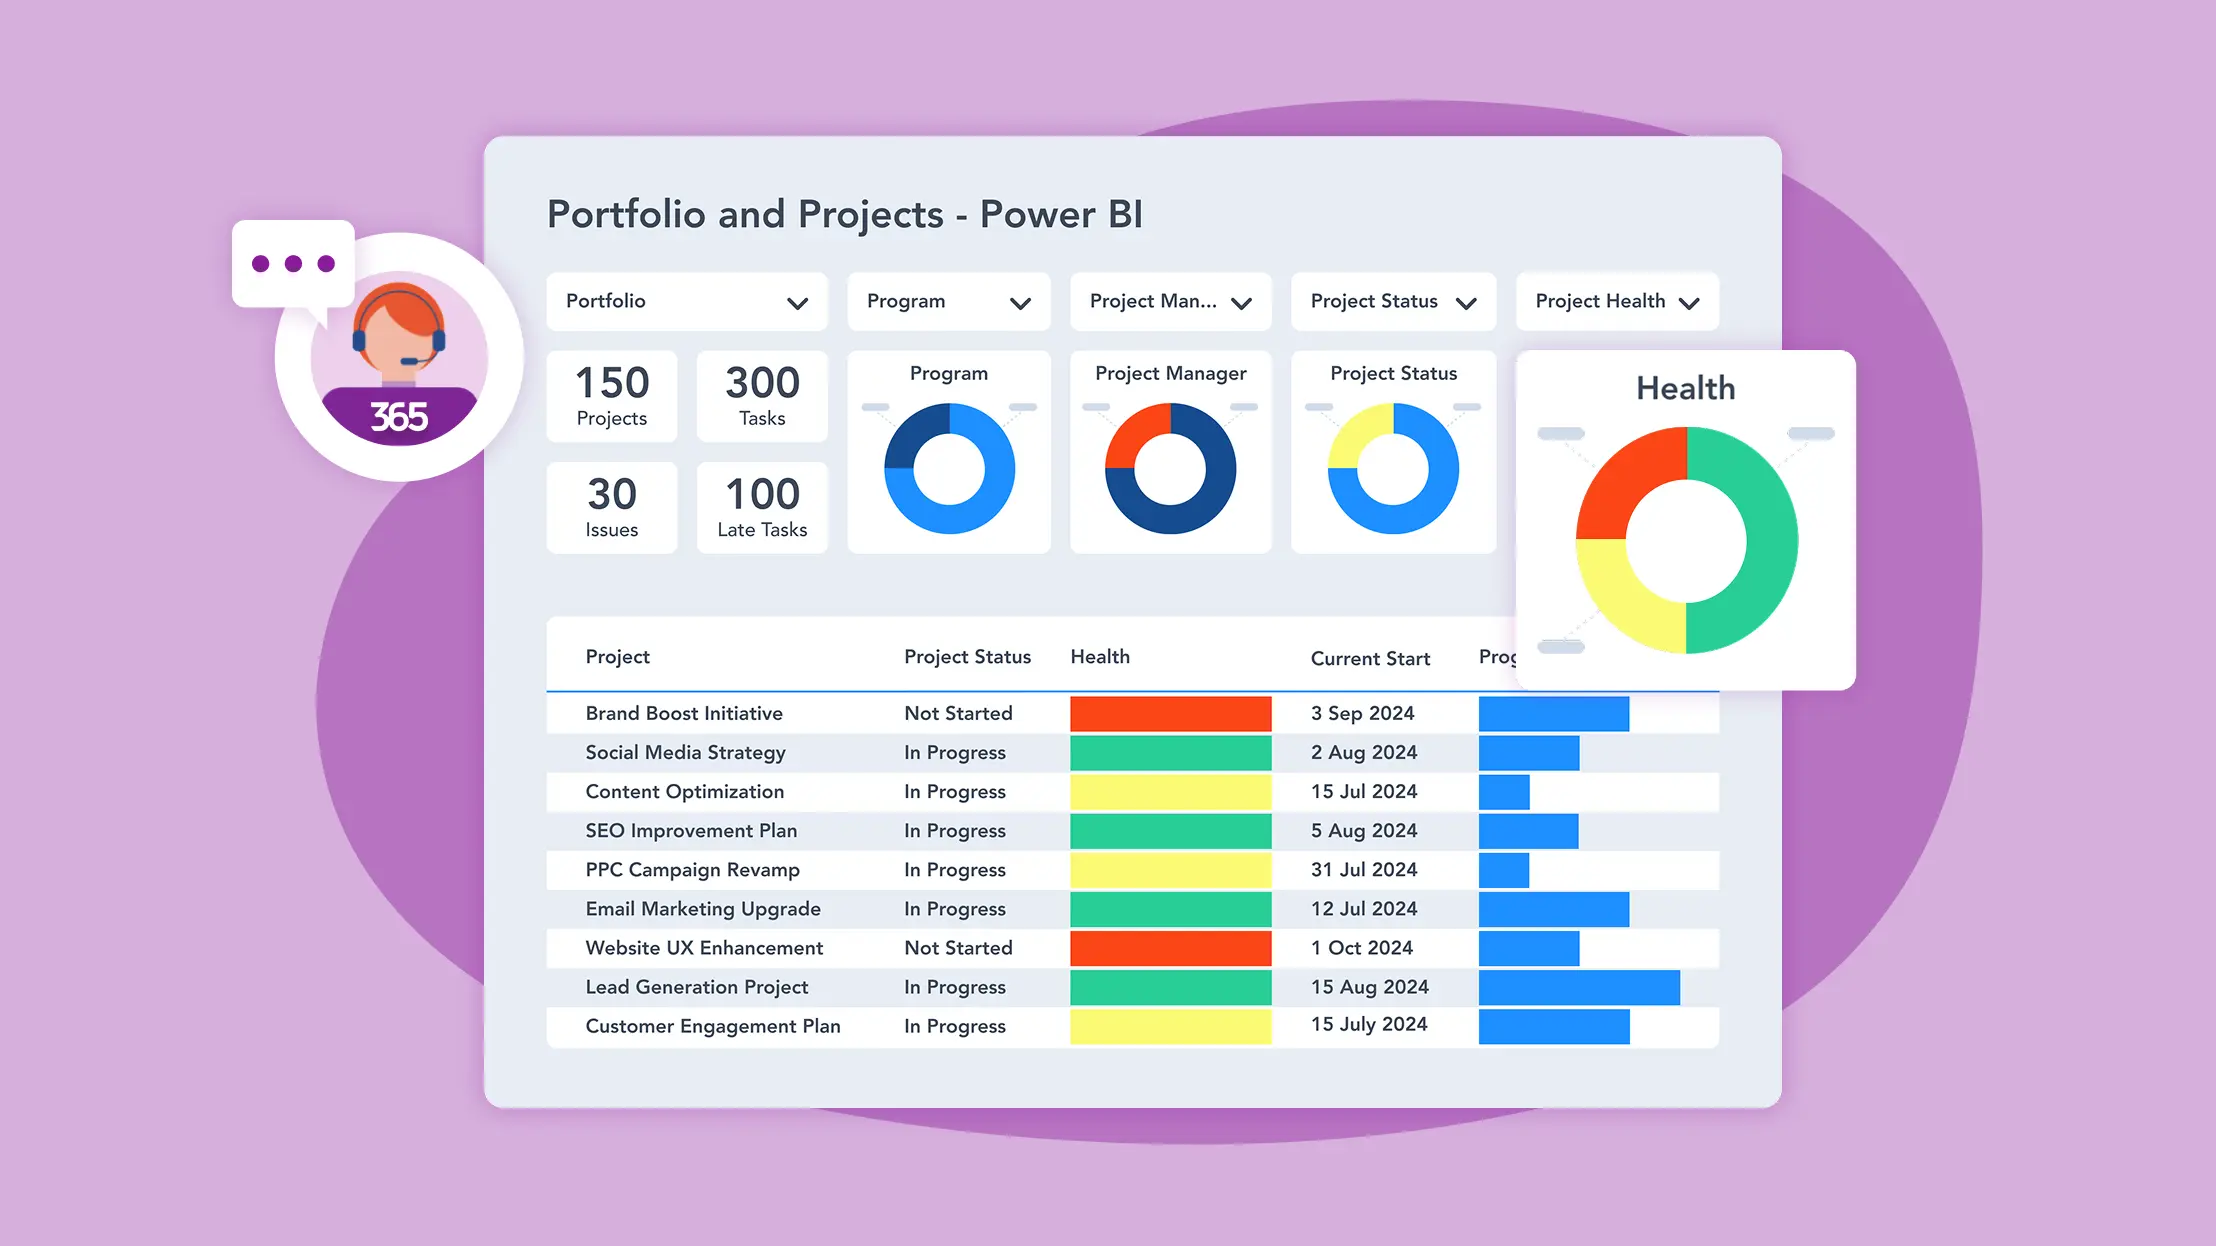 Portfolio and Projects - Power BI
Portfolio
Program
Project Man...
Project Status
Project Health
365
150
Projects
300
Tasks
30
Issues
100
Late Tasks
Program
Project Manager
Project Status
Health
Project Project Status Health Current Start
Brand Boost Initiative Not Started 3 Sep 2024
Social Media Strategy In Progress 2 Aug 2024
Content Optimization In Progress 15 Jul 2024
SEO Improvement Plan In Progress 5 Aug 2024
PPC Campaign Revamp In Progress 31 Jul 2024
Email Marketing Upgrade In Progress 12 Jul 2024
Website UX Enhancement Not Started 1 Oct 2024
Lead Generation Project In Progress 15 Aug 2024
Customer Engagement Plan In Progress 15 July 2024